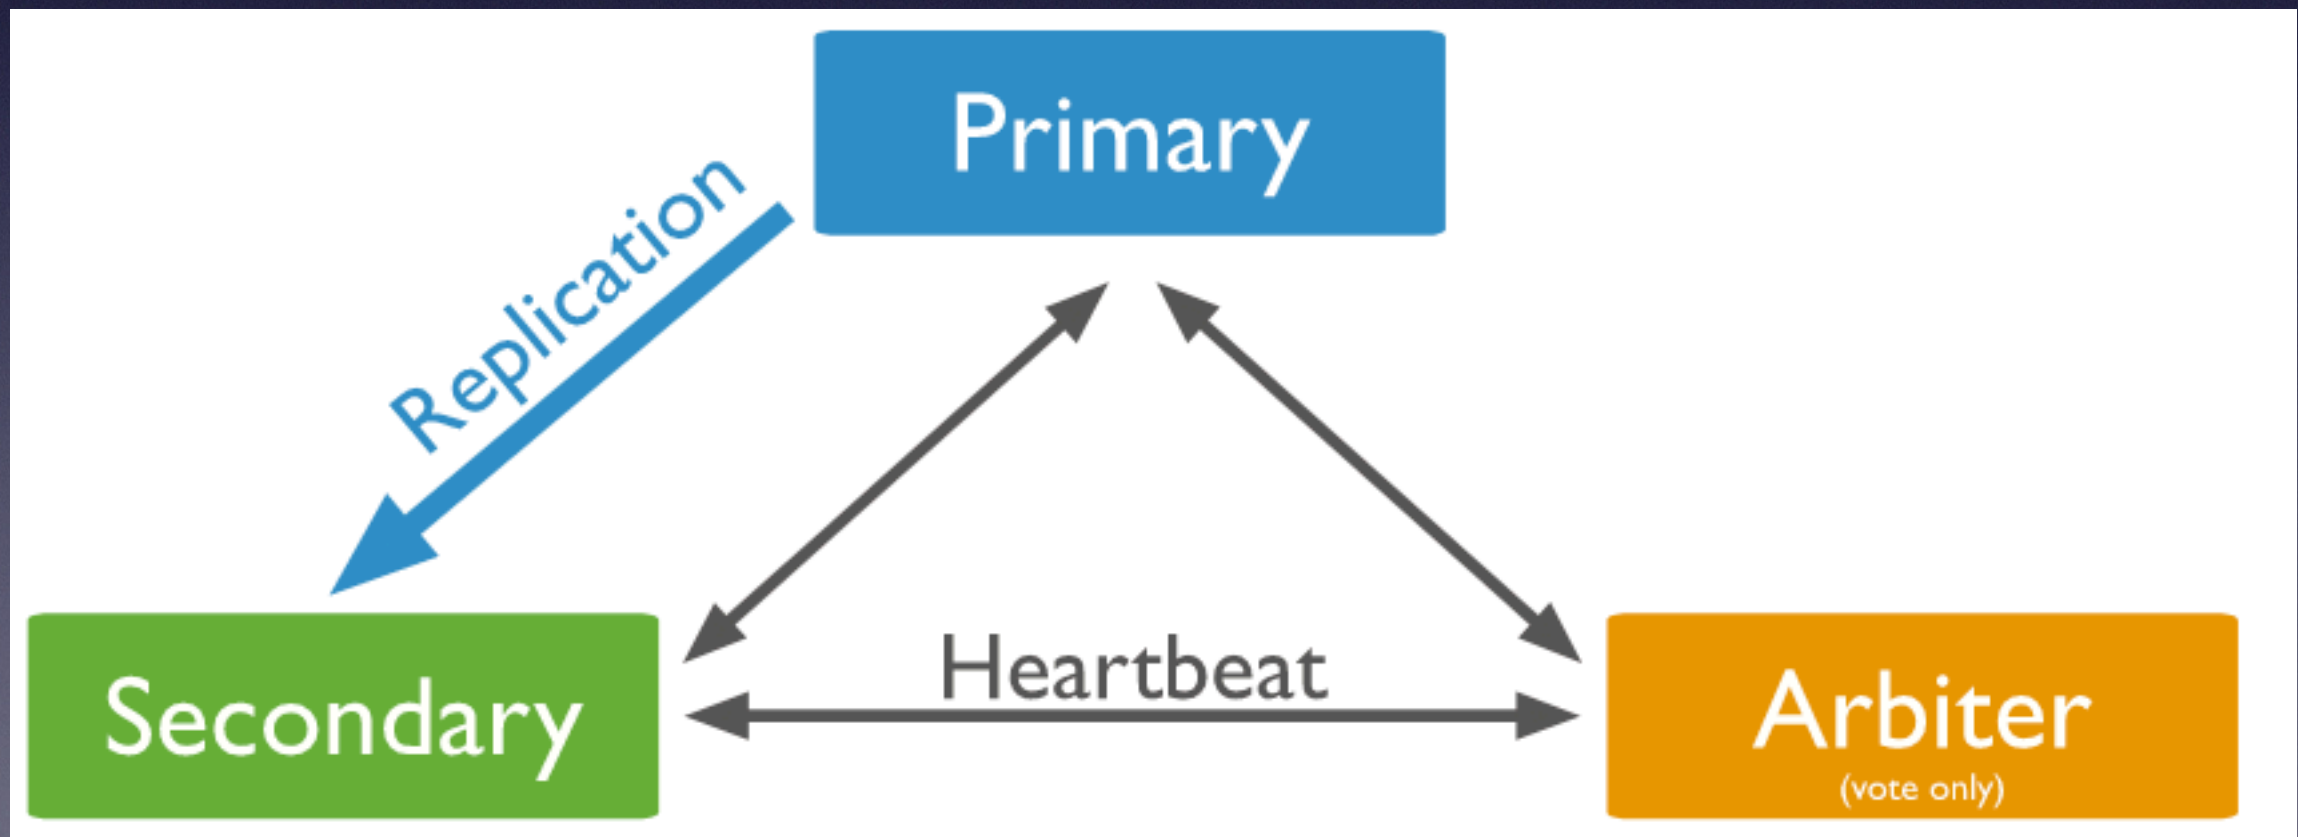 Primary
Replication
Heartbeat
Secondary
Arbiter
(vote only)